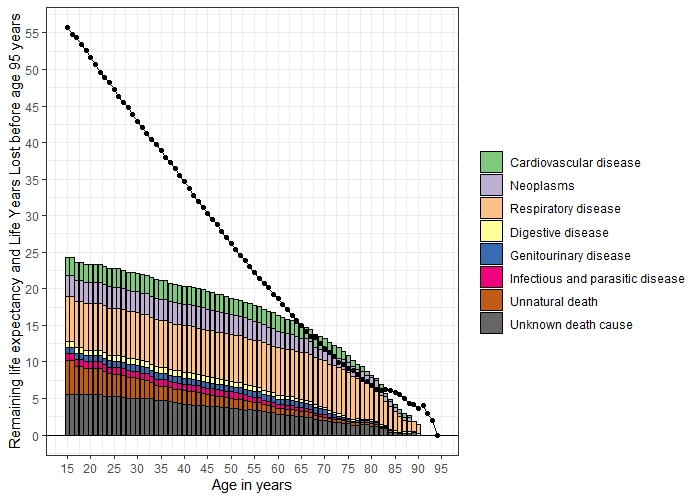 Remaining life expectancy and Life Years Lost before age 95 years
55
50
45
40
35
30
25
20
15
10
5
0
15 20 25 30 35 40 45 50 55 60 65 70 75 80 85 90 95
Age in years
Cardiovascular disease
Neoplasms
Respiratory disease
Digestive disease
Genitourinary disease
Infectious and parasitic disease
Unnatural death
Unknown death cause